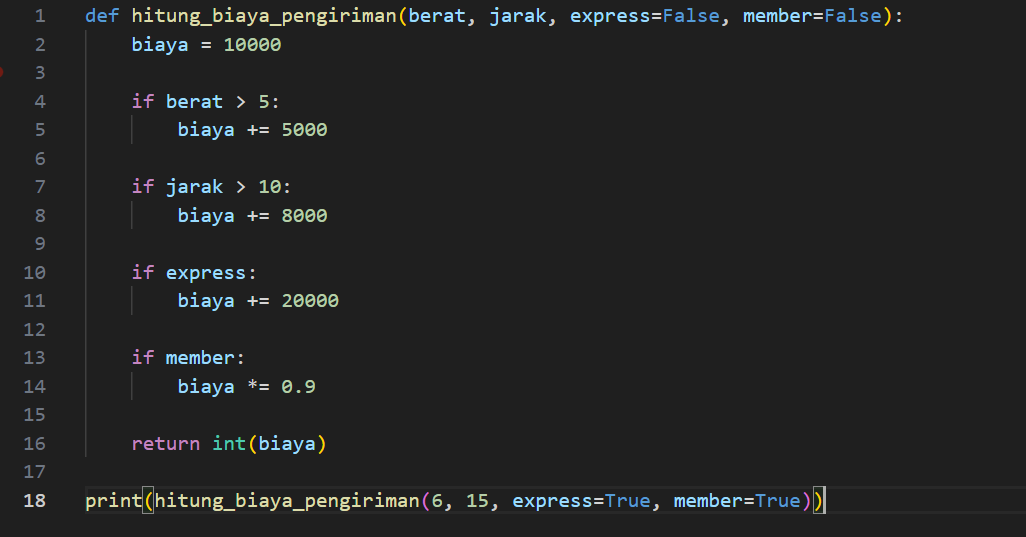 1 def hitung_biaya_pengiriman(berat, jarak, express=False, member=False):
2     biaya = 10000
3
4     if berat > 5:
5         biaya += 5000
6
7     if jarak > 10:
8         biaya += 8000
9
10     if express:
11         biaya += 20000
12
13     if member:
14         biaya *= 0.9
15
16     return int(biaya)
17
18 print(hitung_biaya_pengiriman(6, 15, express=True, member=True))